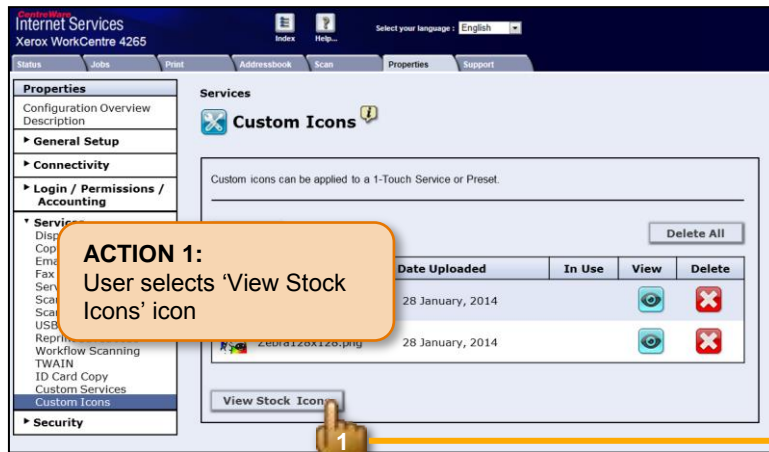 CentreWare
Internet Services
Xerox WorkCentre 4265
Index
Help...
Select your language :
English
Status
Jobs
Print
Addressbook
Scan
Properties
Support
Properties
Configuration Overview
Description
General Setup
Connectivity
Login / Permissions /
Accounting
Services
Security
Workflow Scanning
TWAIN
ID Card Copy
Custom Services
Custom Icons
Services
Custom Icons
Custom icons can be applied to a 1-Touch Service or Preset.
Delete All
Date Uploaded
In Use
View
Delete
28 January, 2014
Zebra128x128.png
28 January, 2014
View Stock Icons
ACTION 1:
User selects ‘View Stock
Icons’ icon
1